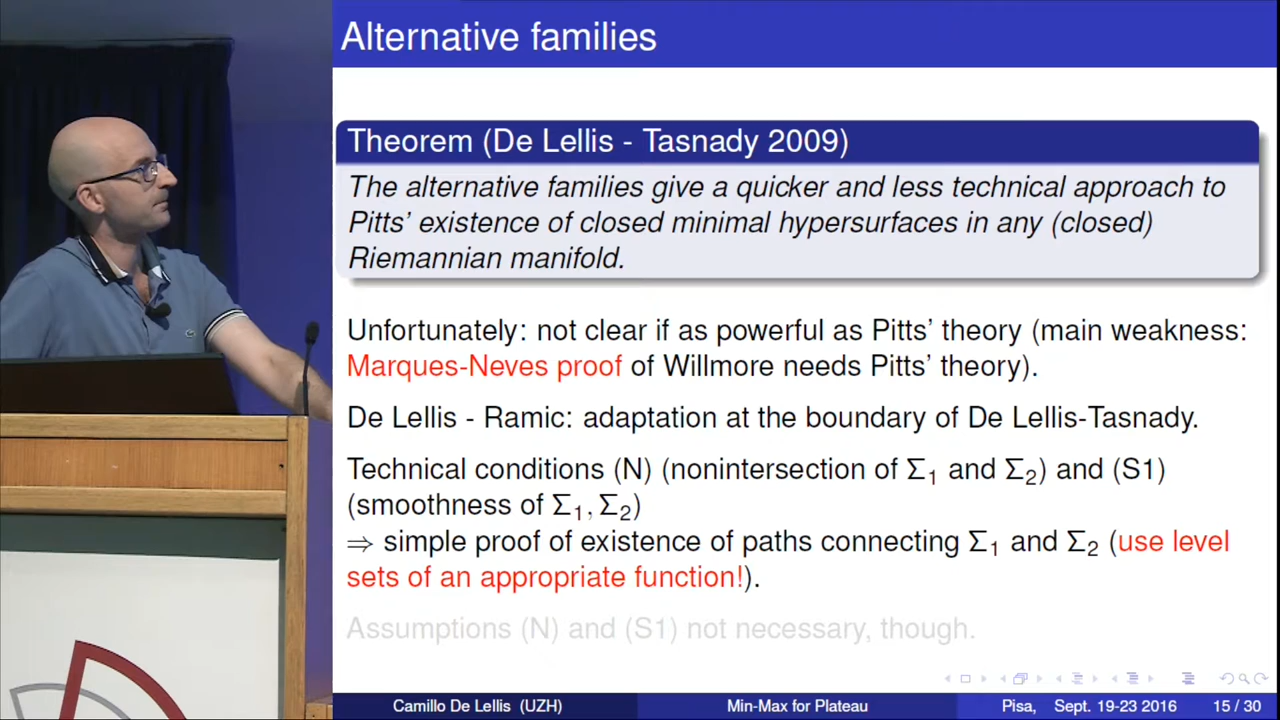 Alternative families
Theorem (De Lellis - Tasnady 2009)
The alternative families give a quicker and less technical approach to
Pitts' existence of closed minimal hypersurfaces in any (closed)
Riemannian manifold.
Unfortunately: not clear if as powerful as Pitts' theory (main weakness:
Marques-Neves proof of Willmore needs Pitts' theory).
De Lellis - Ramic: adaptation at the boundary of De Lellis-Tasnady.
Technical conditions (N) (nonintersection of Σ₁ and Σ₂) and (S1)
(smoothness of Σ₁, Σ₂)
⇒ simple proof of existence of paths connecting Σ₁ and Σ₂ (use level
sets of an appropriate function!).
Assumptions (N) and (S1) not necessary, though.
Camillo De Lellis (UZH) Min-Max for Plateau Pisa, Sept. 19-23 2016 15 / 30